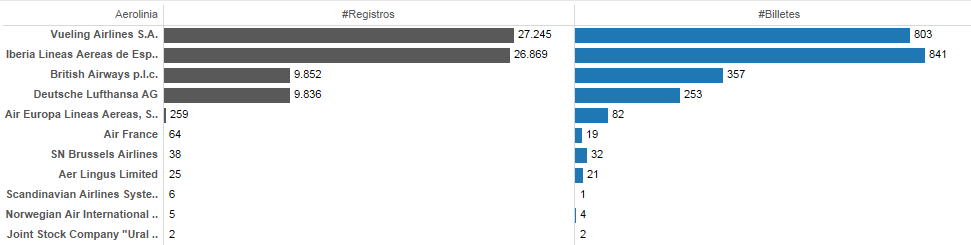 Aerolinia #Registros #Billetes
Vueling Airlines S.A. 27.245 803
Iberia Lineas Aereas de Esp.. 26.869 841
British Airways p.l.c. 9.852 357
Deutsche Lufthansa AG 9.836 253
Air Europa Lineas Aereas, S.. 259 82
Air France 64 19
SN Brussels Airlines 38 32
Aer Lingus Limited 25 21
Scandinavian Airlines Syste.. 6 1
Norwegian Air International .. 5 4
Joint Stock Company "Ural .. 2 2